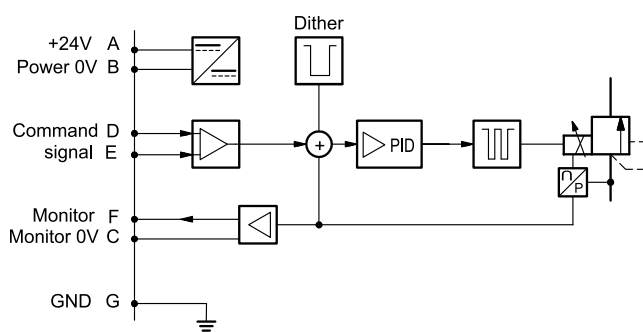 Dither
+24V A
Power 0V B
Command D
signal E
+
PID
Monitor F
Monitor 0V C
P
GND G